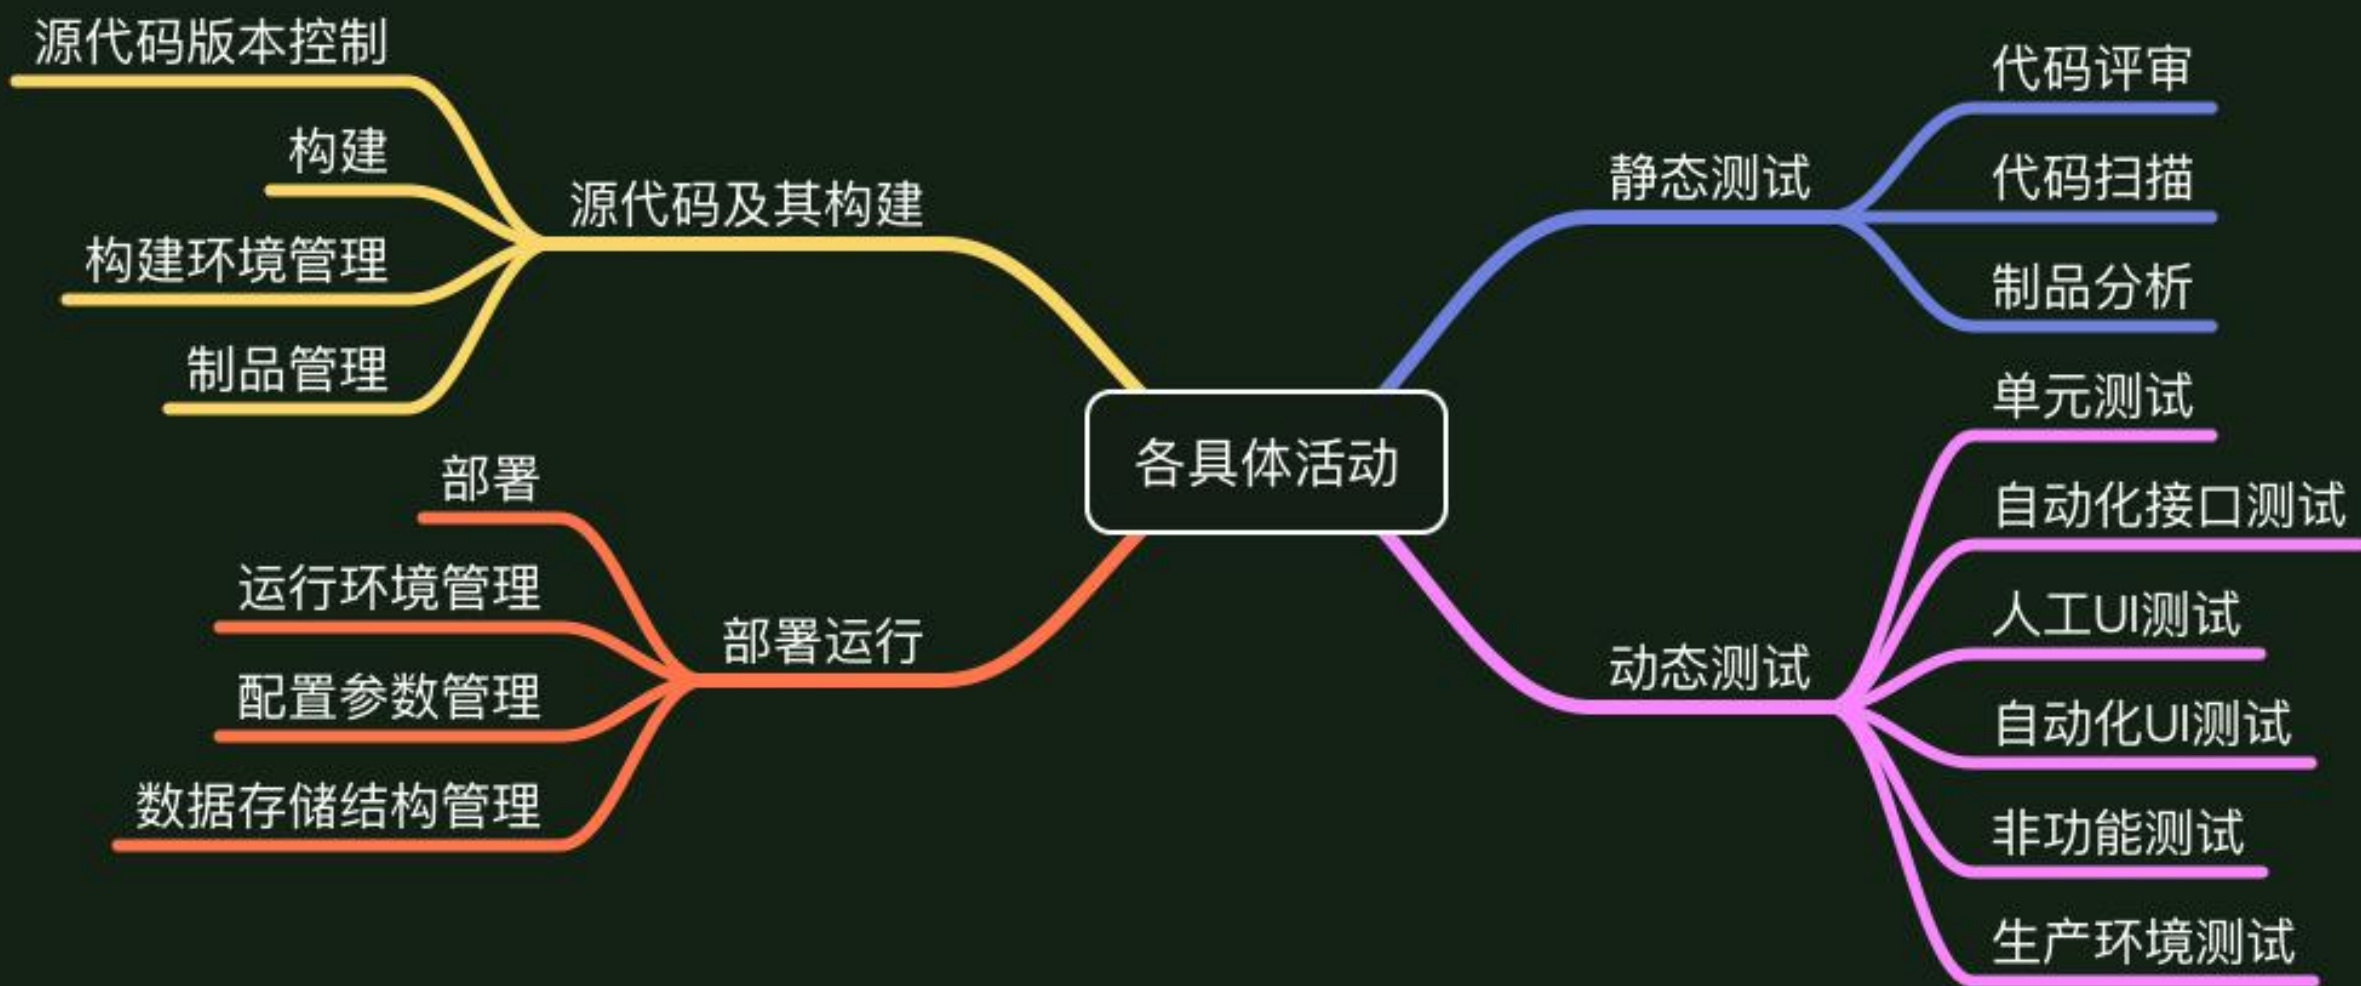 源代码版本控制
构建
构建环境管理
制品管理
源代码及其构建
部署
运行环境管理
配置参数管理
数据存储结构管理
部署运行
各具体活动
静态测试
代码评审
代码扫描
制品分析
动态测试
单元测试
自动化接口测试
人工UI测试
自动化UI测试
非功能测试
生产环境测试